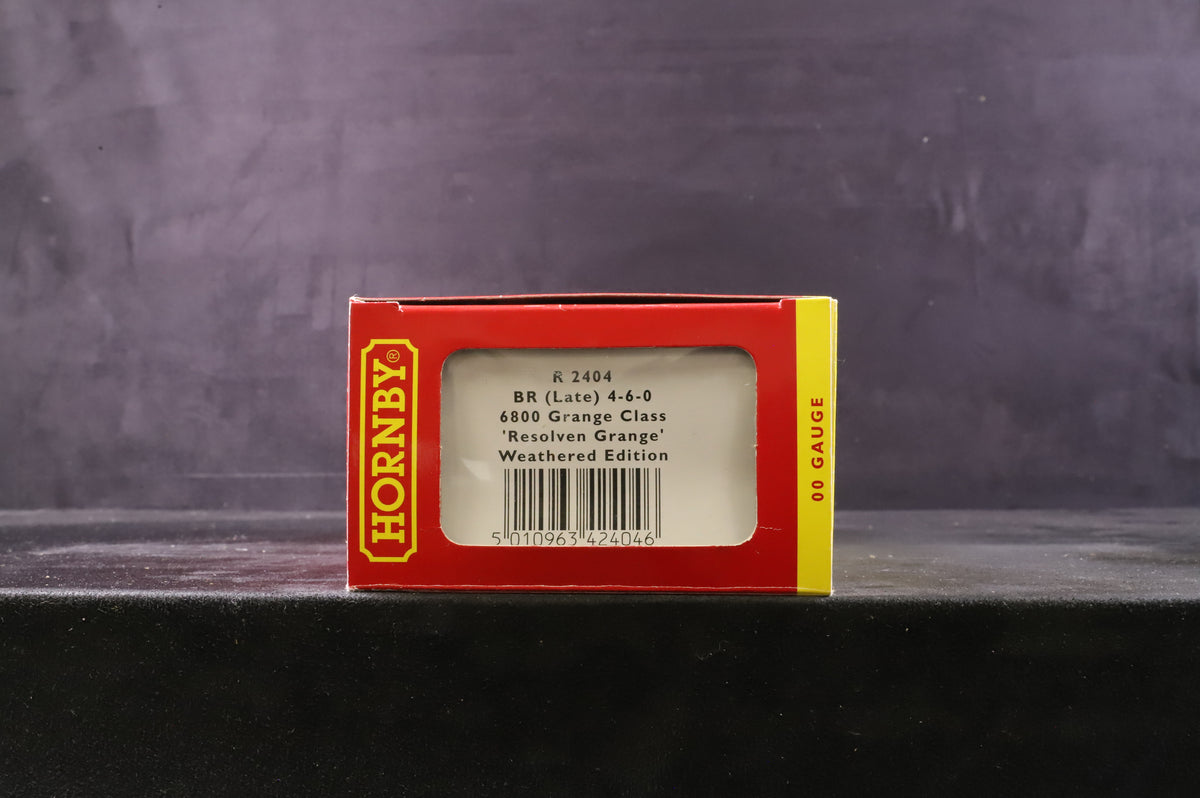 HORNBY®
R 2404
BR (Late) 4-6-0
6800 Grange Class
'Resolven Grange'
Weathered Edition
5 010963 424046
00 GAUGE